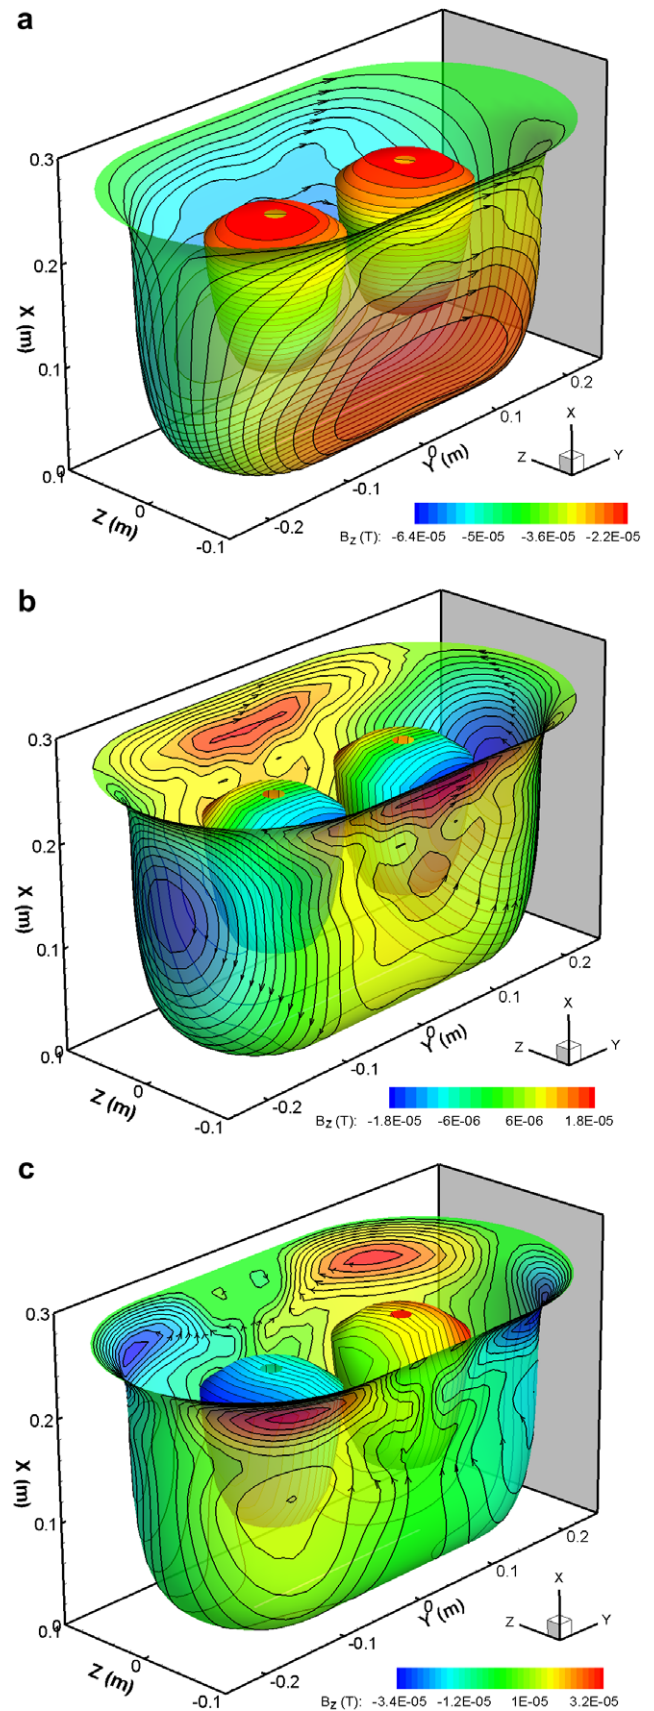 a
0.3
0.2
0.1
0
0.1
X (m)
Z (m)
0
-0.1
-0.2
-0.1
0
Y (m)
0.1
0.2
X
Z
Y
Bz (T): -6.4E-05 -5E-05 -3.6E-05 -2.2E-05
b
0.3
0.2
0.1
0
0.1
X (m)
Z (m)
0
-0.1
-0.2
-0.1
0
Y (m)
0.1
0.2
X
Z
Y
Bz (T): -1.8E-05 -6E-06 6E-06 1.8E-05
c
0.3
0.2
0.1
0
0.1
X (m)
Z (m)
0
-0.1
-0.2
-0.1
0
Y (m)
0.1
0.2
X
Z
Y
Bz (T): -3.4E-05 -1.2E-05 1E-05 3.2E-05